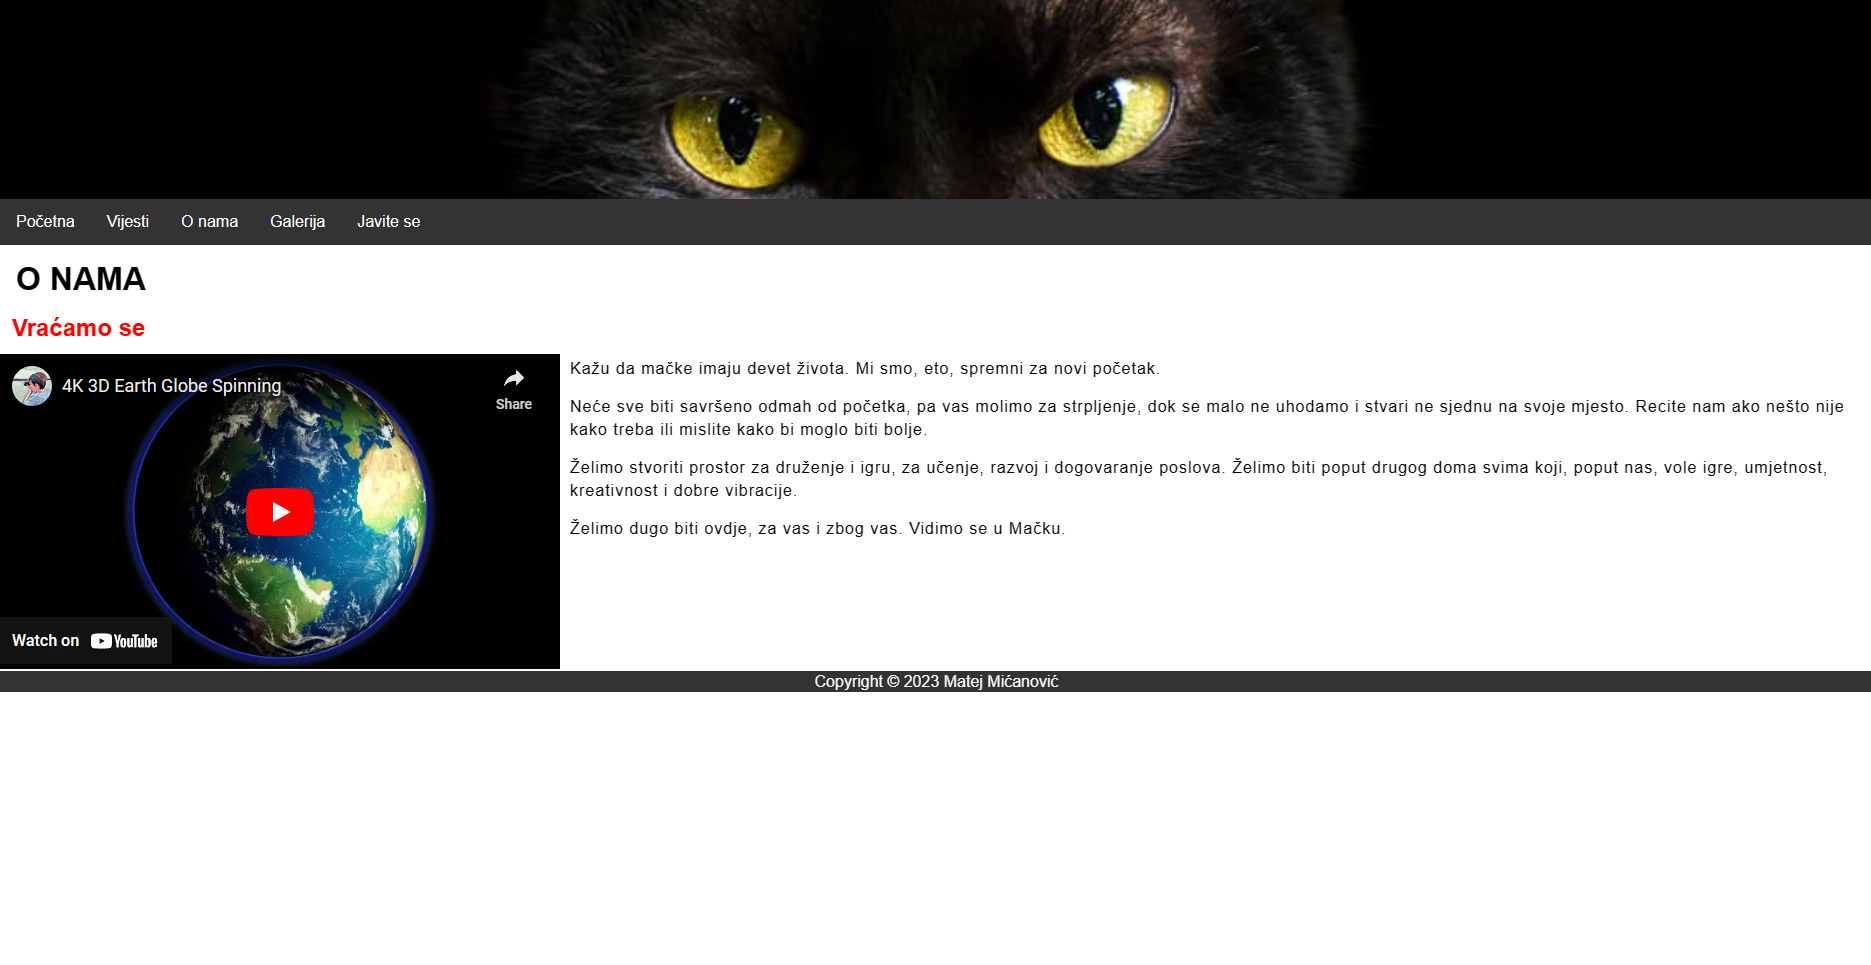 Početna Vijesti O nama Galerija Javite se
O NAMA
Vraćamo se
4K 3D Earth Globe Spinning
Share
Watch on YouTube
Kažu da mačke imaju devet života. Mi smo, eto, spremni za novi početak.
Neće sve biti savršeno odmah od početka, pa vas molimo za strpljenje, dok se malo ne uhodamo i stvari ne sjednu na svoje mjesto. Recite nam ako nešto nije
kako treba ili mislite kako bi moglo biti bolje.
Želimo stvoriti prostor za druženje i igru, za učenje, razvoj i dogovaranje poslova. Želimo biti poput drugog doma svima koji, poput nas, vole igre, umjetnost,
kreativnost i dobre vibracije.
Želimo dugo biti ovdje, za vas i zbog vas. Vidimo se u Mačku.
Copyright © 2023 Matej Mićanović